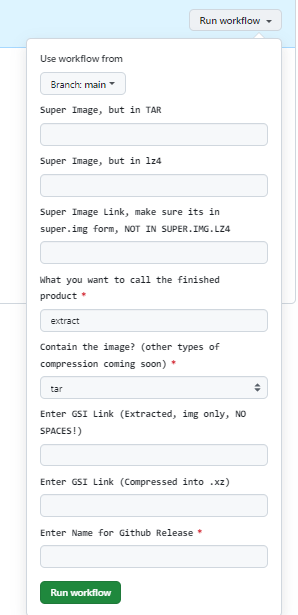 Run workflow
Use workflow from
Branch: main
Super Image, but in TAR
Super Image, but in lz4
Super Image Link, make sure its in
super.img form, NOT IN SUPER.IMG.LZ4
What you want to call the finished
product *
extract
Contain the image? (other types of
compression coming soon) *
tar
Enter GSI Link (Extracted, img only, NO
SPACES!)
Enter GSI Link (Compressed into .xz)
Enter Name for Github Release *
Run workflow